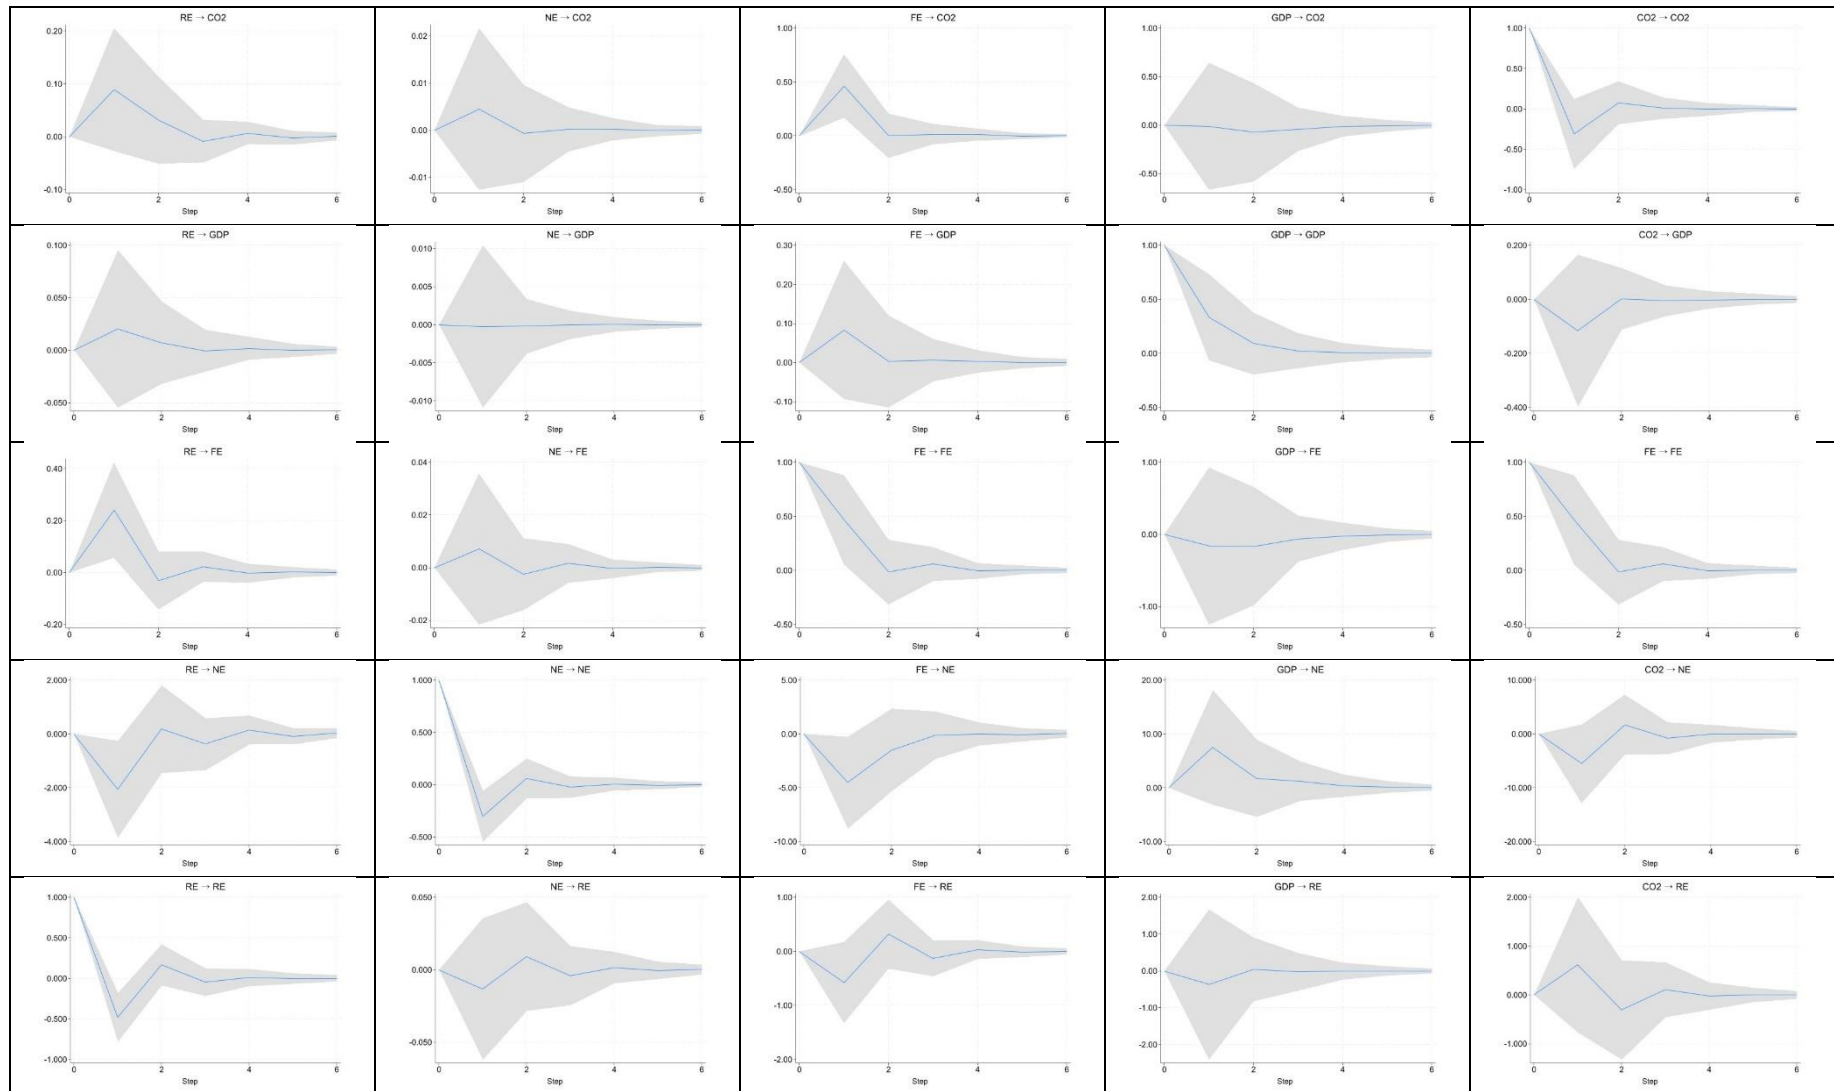 RE → CO2
0.20
0.10
0.00
-0.10
0 2 4 6
Step
NE → CO2
0.02
0.01
0.00
-0.01
0 2 4 6
Step
FE → CO2
1.00
0.50
0.00
-0.50
0 2 4 6
Step
GDP → CO2
1.00
0.50
0.00
-0.50
0 2 4 6
Step
CO2 → CO2
1.00
0.50
0.00
-0.50
-1.00
0 2 4 6
Step
RE → GDP
0.100
0.050
0.000
-0.050
0 2 4 6
Step
NE → GDP
0.010
0.005
0.000
-0.005
-0.010
0 2 4 6
Step
FE → GDP
0.30
0.20
0.10
0.00
-0.10
0 2 4 6
Step
GDP → GDP
1.00
0.50
0.00
-0.50
0 2 4 6
Step
CO2 → GDP
0.200
0.000
-0.200
-0.400
0 2 4 6
Step
RE → FE
0.40
0.20
0.00
-0.20
0 2 4 6
Step
NE → FE
0.04
0.02
0.00
-0.02
0 2 4 6
Step
FE → FE
1.00
0.50
0.00
-0.50
0 2 4 6
Step
GDP → FE
1.00
0.00
-1.00
0 2 4 6
Step
FE → FE
1.00
0.50
0.00
-0.50
0 2 4 6
Step
RE → NE
2.000
0.000
-2.000
-4.000
0 2 4 6
Step
NE → NE
1.000
0.500
0.000
-0.500
0 2 4 6
Step
FE → NE
5.00
0.00
-5.00
-10.00
0 2 4 6
Step
GDP → NE
20.00
10.00
0.00
-10.00
0 2 4 6
Step
CO2 → NE
10.000
0.000
-10.000
-20.000
0 2 4 6
Step
RE → RE
1.000
0.500
0.000
-0.500
-1.000
0 2 4 6
Step
NE → RE
0.050
0.000
-0.050
0 2 4 6
Step
FE → RE
1.00
0.00
-1.00
-2.00
0 2 4 6
Step
GDP → RE
2.00
1.00
0.00
-1.00
-2.00
0 2 4 6
Step
CO2 → RE
2.000
1.000
0.000
-1.000
0 2 4 6
Step